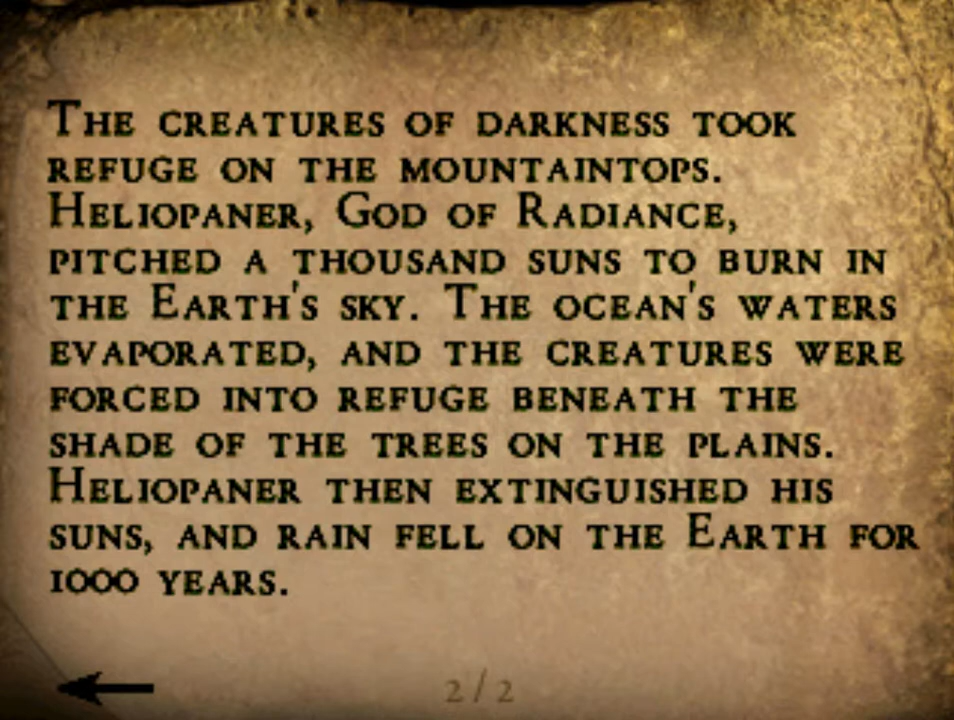 The creatures of darkness took
refuge on the mountaintops.
Heliopaner, God of Radiance,
pitched a thousand suns to burn in
the Earth's sky. The ocean's waters
evaporated, and the creatures were
forced into refuge beneath the
shade of the trees on the plains.
Heliopaner then extinguished his
suns, and rain fell on the Earth for
1000 years.
2/2